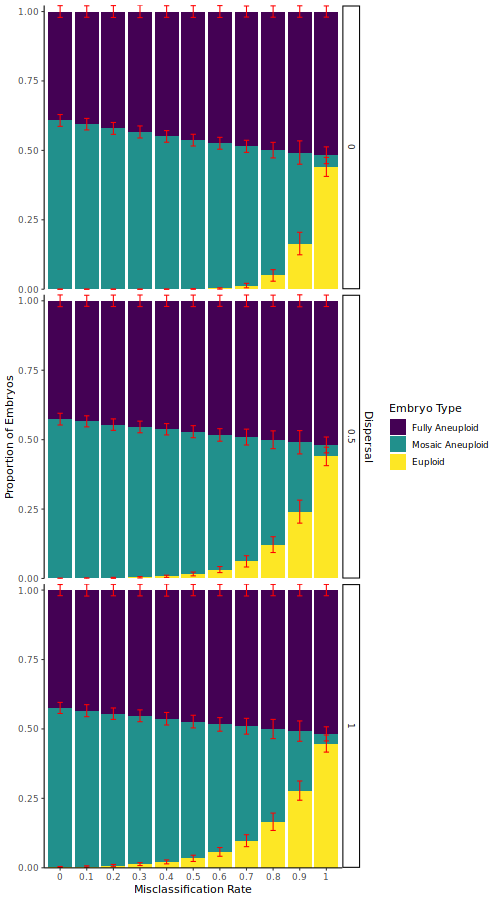 1.00
0.75
0.50
0.25
0.00
0
1.00
0.75
0.50
0.25
0.00
0.5
1.00
0.75
0.50
0.25
0.00
1
0 0.1 0.2 0.3 0.4 0.5 0.6 0.7 0.8 0.9 1
Misclassification Rate
Proportion of Embryos
Dispersal
Embryo Type
Fully Aneuploid
Mosaic Aneuploid
Euploid